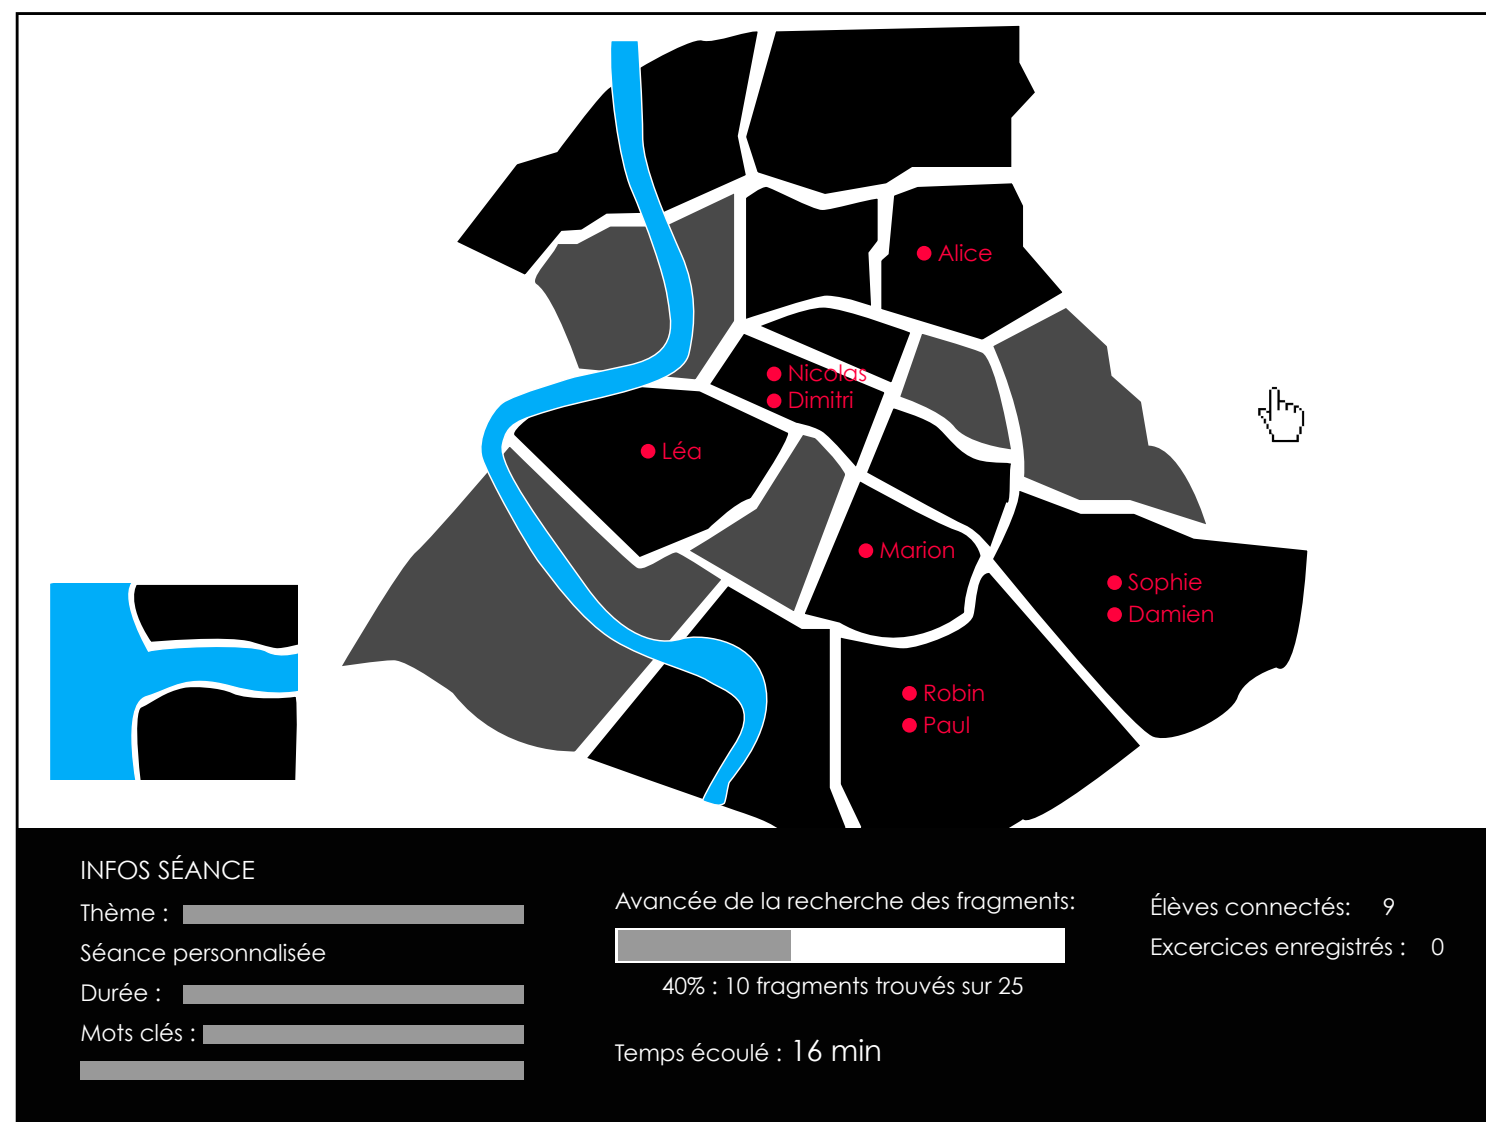 Alice
Nicolas
Dimitri
Léa
Marion
Sophie
Damien
Robin
Paul
INFOS SÉANCE
Thème :
Séance personnalisée
Durée :
Mots clés :
Avancée de la recherche des fragments:
40% : 10 fragments trouvés sur 25
Temps écoulé : 16 min
Élèves connectés: 9
Excercices enregistrés : 0